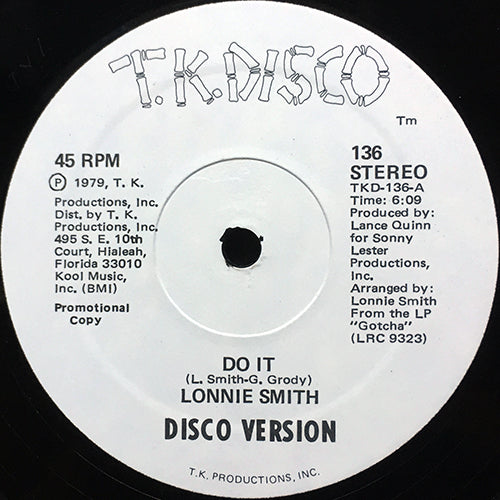 T.K.DISCO
Tm
45 RPM
℗ 1979, T. K.
Productions, Inc.
Dist. by T. K.
Productions, Inc.
495 S. E. 10th
Court, Hialeah,
Florida 33010
Kool Music,
Inc. (BMI)
Promotional
Copy
136
STEREO
TKD-136-A
Time: 6:09
Produced by:
Lance Quinn
for Sonny
Lester
Productions,
Inc.
Arranged by:
Lonnie Smith
From the LP
"Gotcha"
(LRC 9323)
DO IT
(L. Smith-G. Grody)
LONNIE SMITH
DISCO VERSION
T.K. PRODUCTIONS, INC.